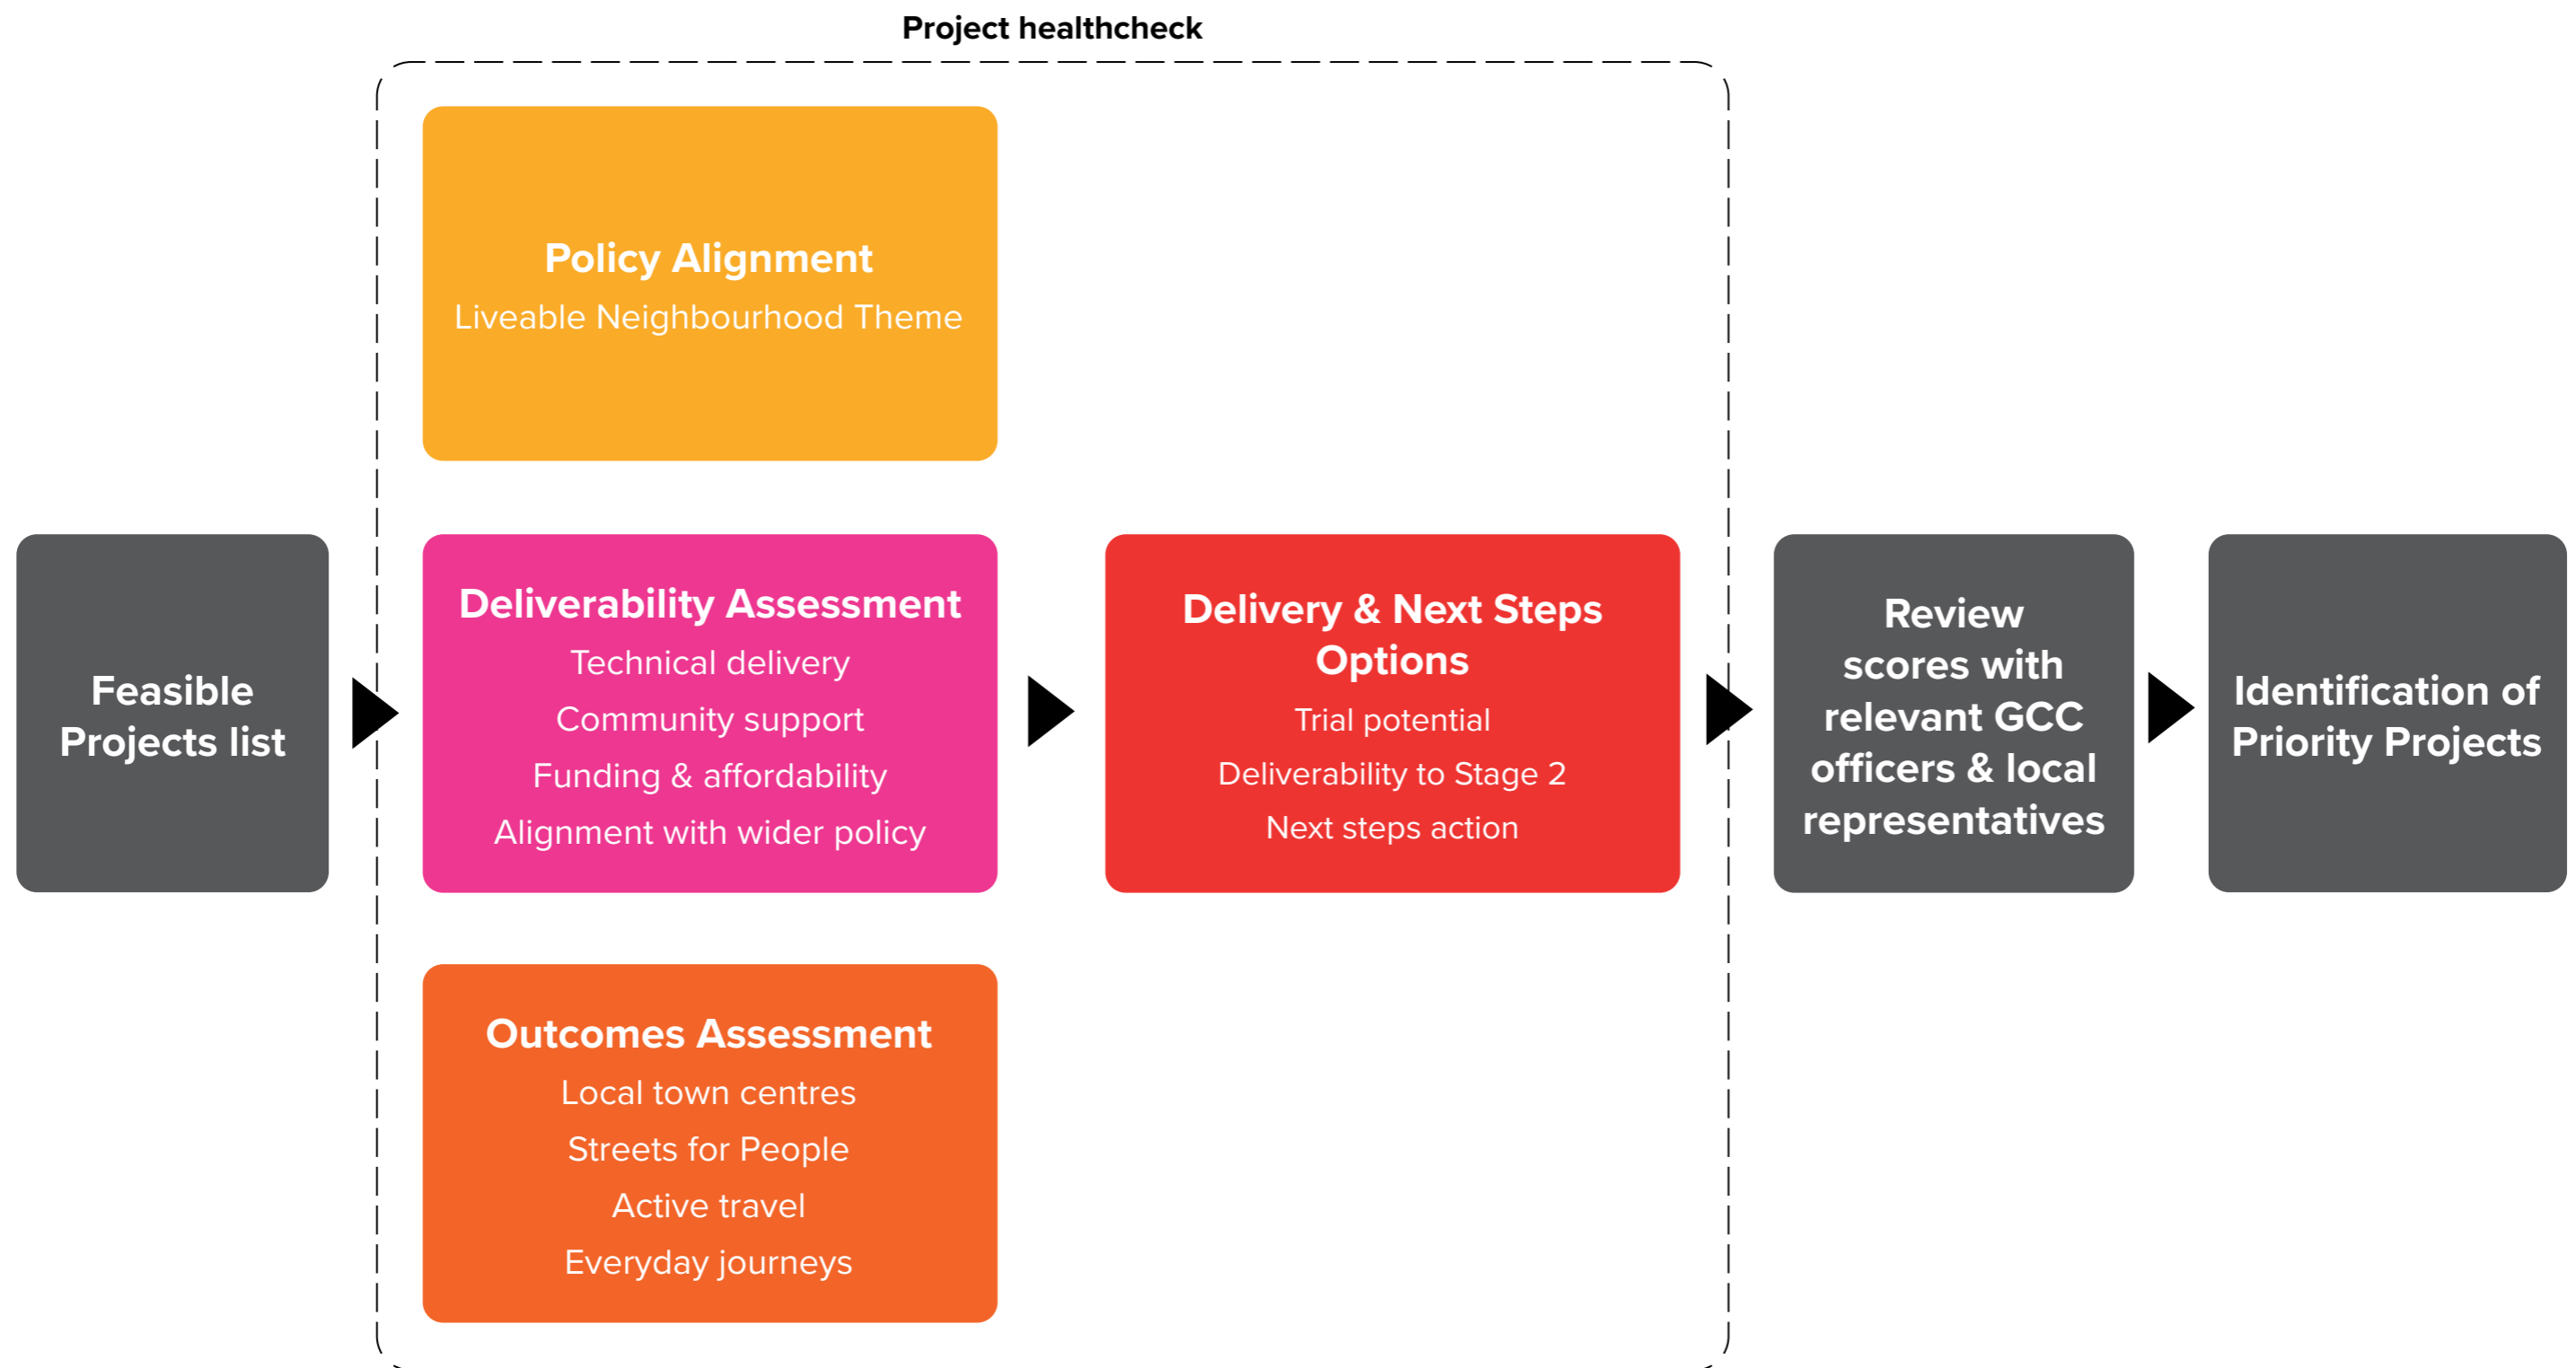 Project healthcheck
Feasible
Projects list
Policy Alignment
Liveable Neighbourhood Theme
Deliverability Assessment
Technical delivery
Community support
Funding & affordability
Alignment with wider policy
Outcomes Assessment
Local town centres
Streets for People
Active travel
Everyday journeys
Delivery & Next Steps
Options
Trial potential
Deliverability to Stage 2
Next steps action
Review
scores with
relevant GCC
officers & local
representatives
Identification of
Priority Projects